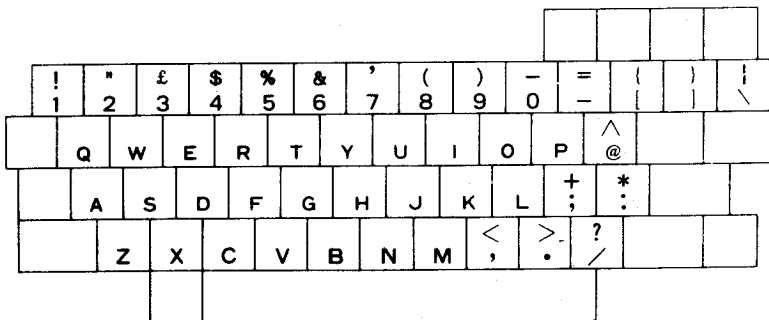 ! " £ $ % & ' ( ) _ = { } ¦
1 2 3 4 5 6 7 8 9 0 - [ ] \
^
Q W E R T Y U I O P @
+ *
A S D F G H J K L ; :
< > ?
Z X C V B N M , . /